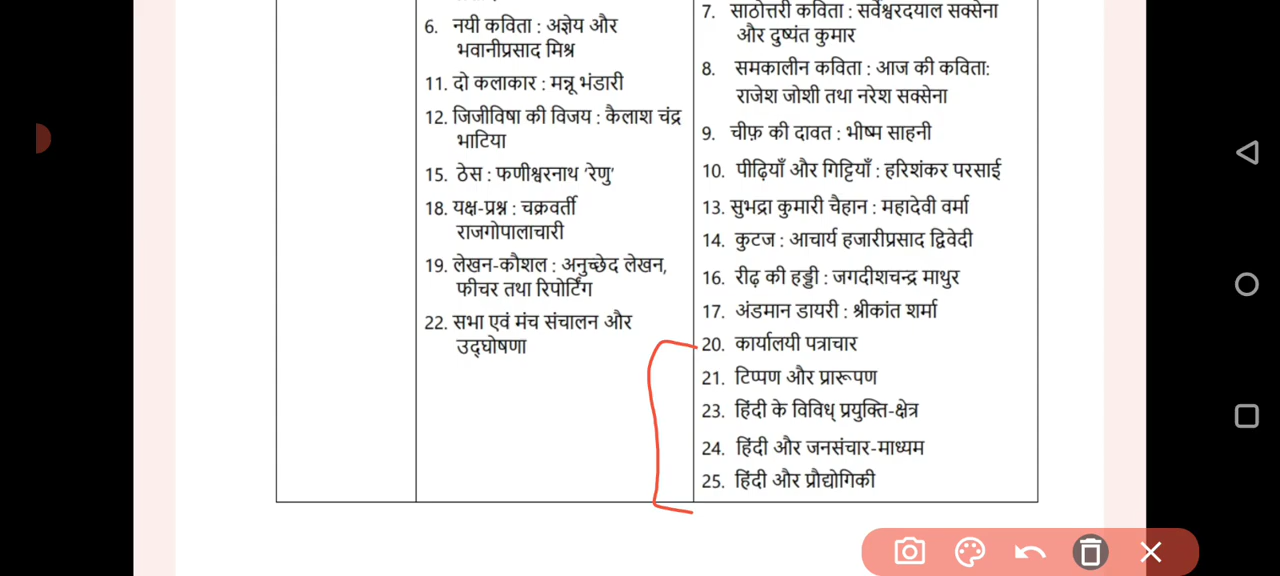 6. नयी कविता : अज्ञेय और
भवानीप्रसाद मिश्र
11. दो कलाकार : मन्नू भंडारी
12. जिजीविषा की विजय : कैलाश चंद्र
भाटिया
15. ठेस : फणीश्वरनाथ ‘रेणु’
18. यक्ष-प्रश्न : चक्रवर्ती
राजगोपालाचारी
19. लेखन-कौशल : अनुच्छेद लेखन,
फीचर तथा रिपोर्टिंग
22. सभा एवं मंच संचालन और
उद्घोषणा
7. साठोत्तरी कविता : सर्वेश्वरदयाल सक्सेना
और दुष्यंत कुमार
8. समकालीन कविता : आज की कविता:
राजेश जोशी तथा नरेश सक्सेना
9. चीफ़ की दावत : भीष्म साहनी
10. पीढ़ियाँ और गिट्टियाँ : हरिशंकर परसाई
13. सुभद्रा कुमारी चैहान : महादेवी वर्मा
14. कुटज : आचार्य हजारीप्रसाद द्विवेदी
16. रीढ़ की हड्डी : जगदीशचन्द्र माथुर
17. अंडमान डायरी : श्रीकांत शर्मा
20. कार्यालयी पत्राचार
21. टिप्पण और प्रारूपण
23. हिंदी के विविध् प्रयुक्ति-क्षेत्र
24. हिंदी और जनसंचार-माध्यम
25. हिंदी और प्रौद्योगिकी